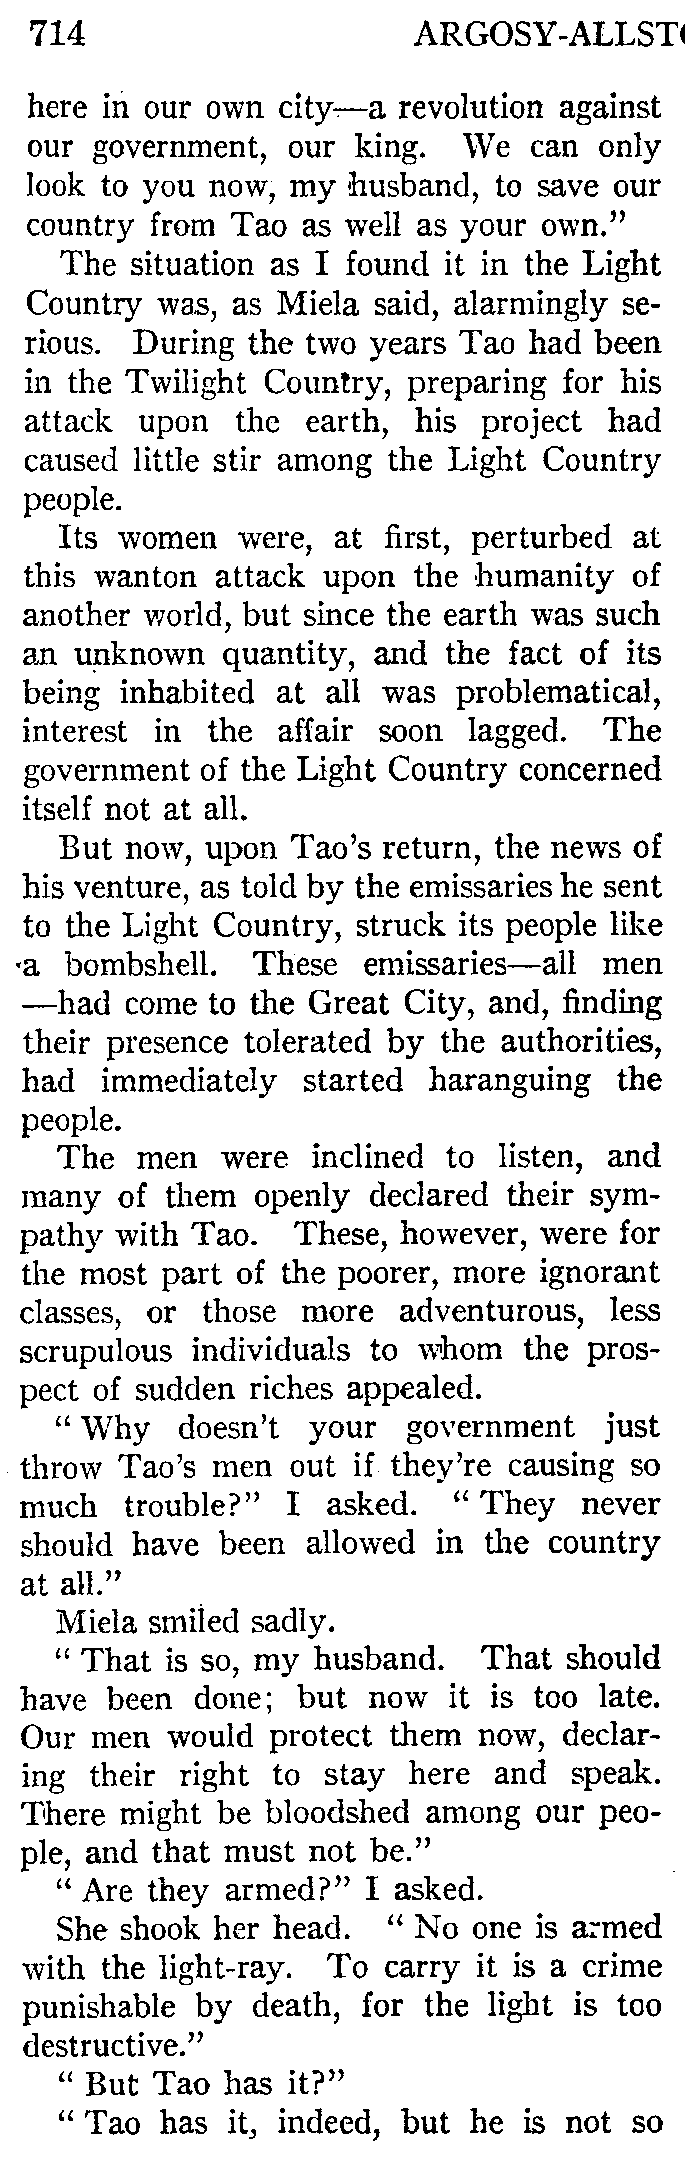 714 ARGOSY-ALLST
here in our own city—a revolution against
our government, our king. We can only
look to you now, my husband, to save our
country from Tao as well as your own."
The situation as I found it in the Light
Country was, as Miela said, alarmingly se-
rious. During the two years Tao had been
in the Twilight Country, preparing for his
attack upon the earth, his project had
caused little stir among the Light Country
people.
Its women were, at first, perturbed at
this wanton attack upon the humanity of
another world, but since the earth was such
an unknown quantity, and the fact of its
being inhabited at all was problematical,
interest in the affair soon lagged. The
government of the Light Country concerned
itself not at all.
But now, upon Tao's return, the news of
his venture, as told by the emissaries he sent
to the Light Country, struck its people like
a bombshell. These emissaries—all men
—had come to the Great City, and, finding
their presence tolerated by the authorities,
had immediately started haranguing the
people.
The men were inclined to listen, and
many of them openly declared their sym-
pathy with Tao. These, however, were for
the most part of the poorer, more ignorant
classes, or those more adventurous, less
scrupulous individuals to whom the pros-
pect of sudden riches appealed.
" Why doesn't your government just
throw Tao's men out if they're causing so
much trouble?" I asked. " They never
should have been allowed in the country
at all."
Miela smiled sadly.
" That is so, my husband. That should
have been done; but now it is too late.
Our men would protect them now, declar-
ing their right to stay here and speak.
There might be bloodshed among our peo-
ple, and that must not be."
" Are they armed?" I asked.
She shook her head. " No one is armed
with the light-ray. To carry it is a crime
punishable by death, for the light is too
destructive."
" But Tao has it?"
" Tao has it, indeed, but he is not so